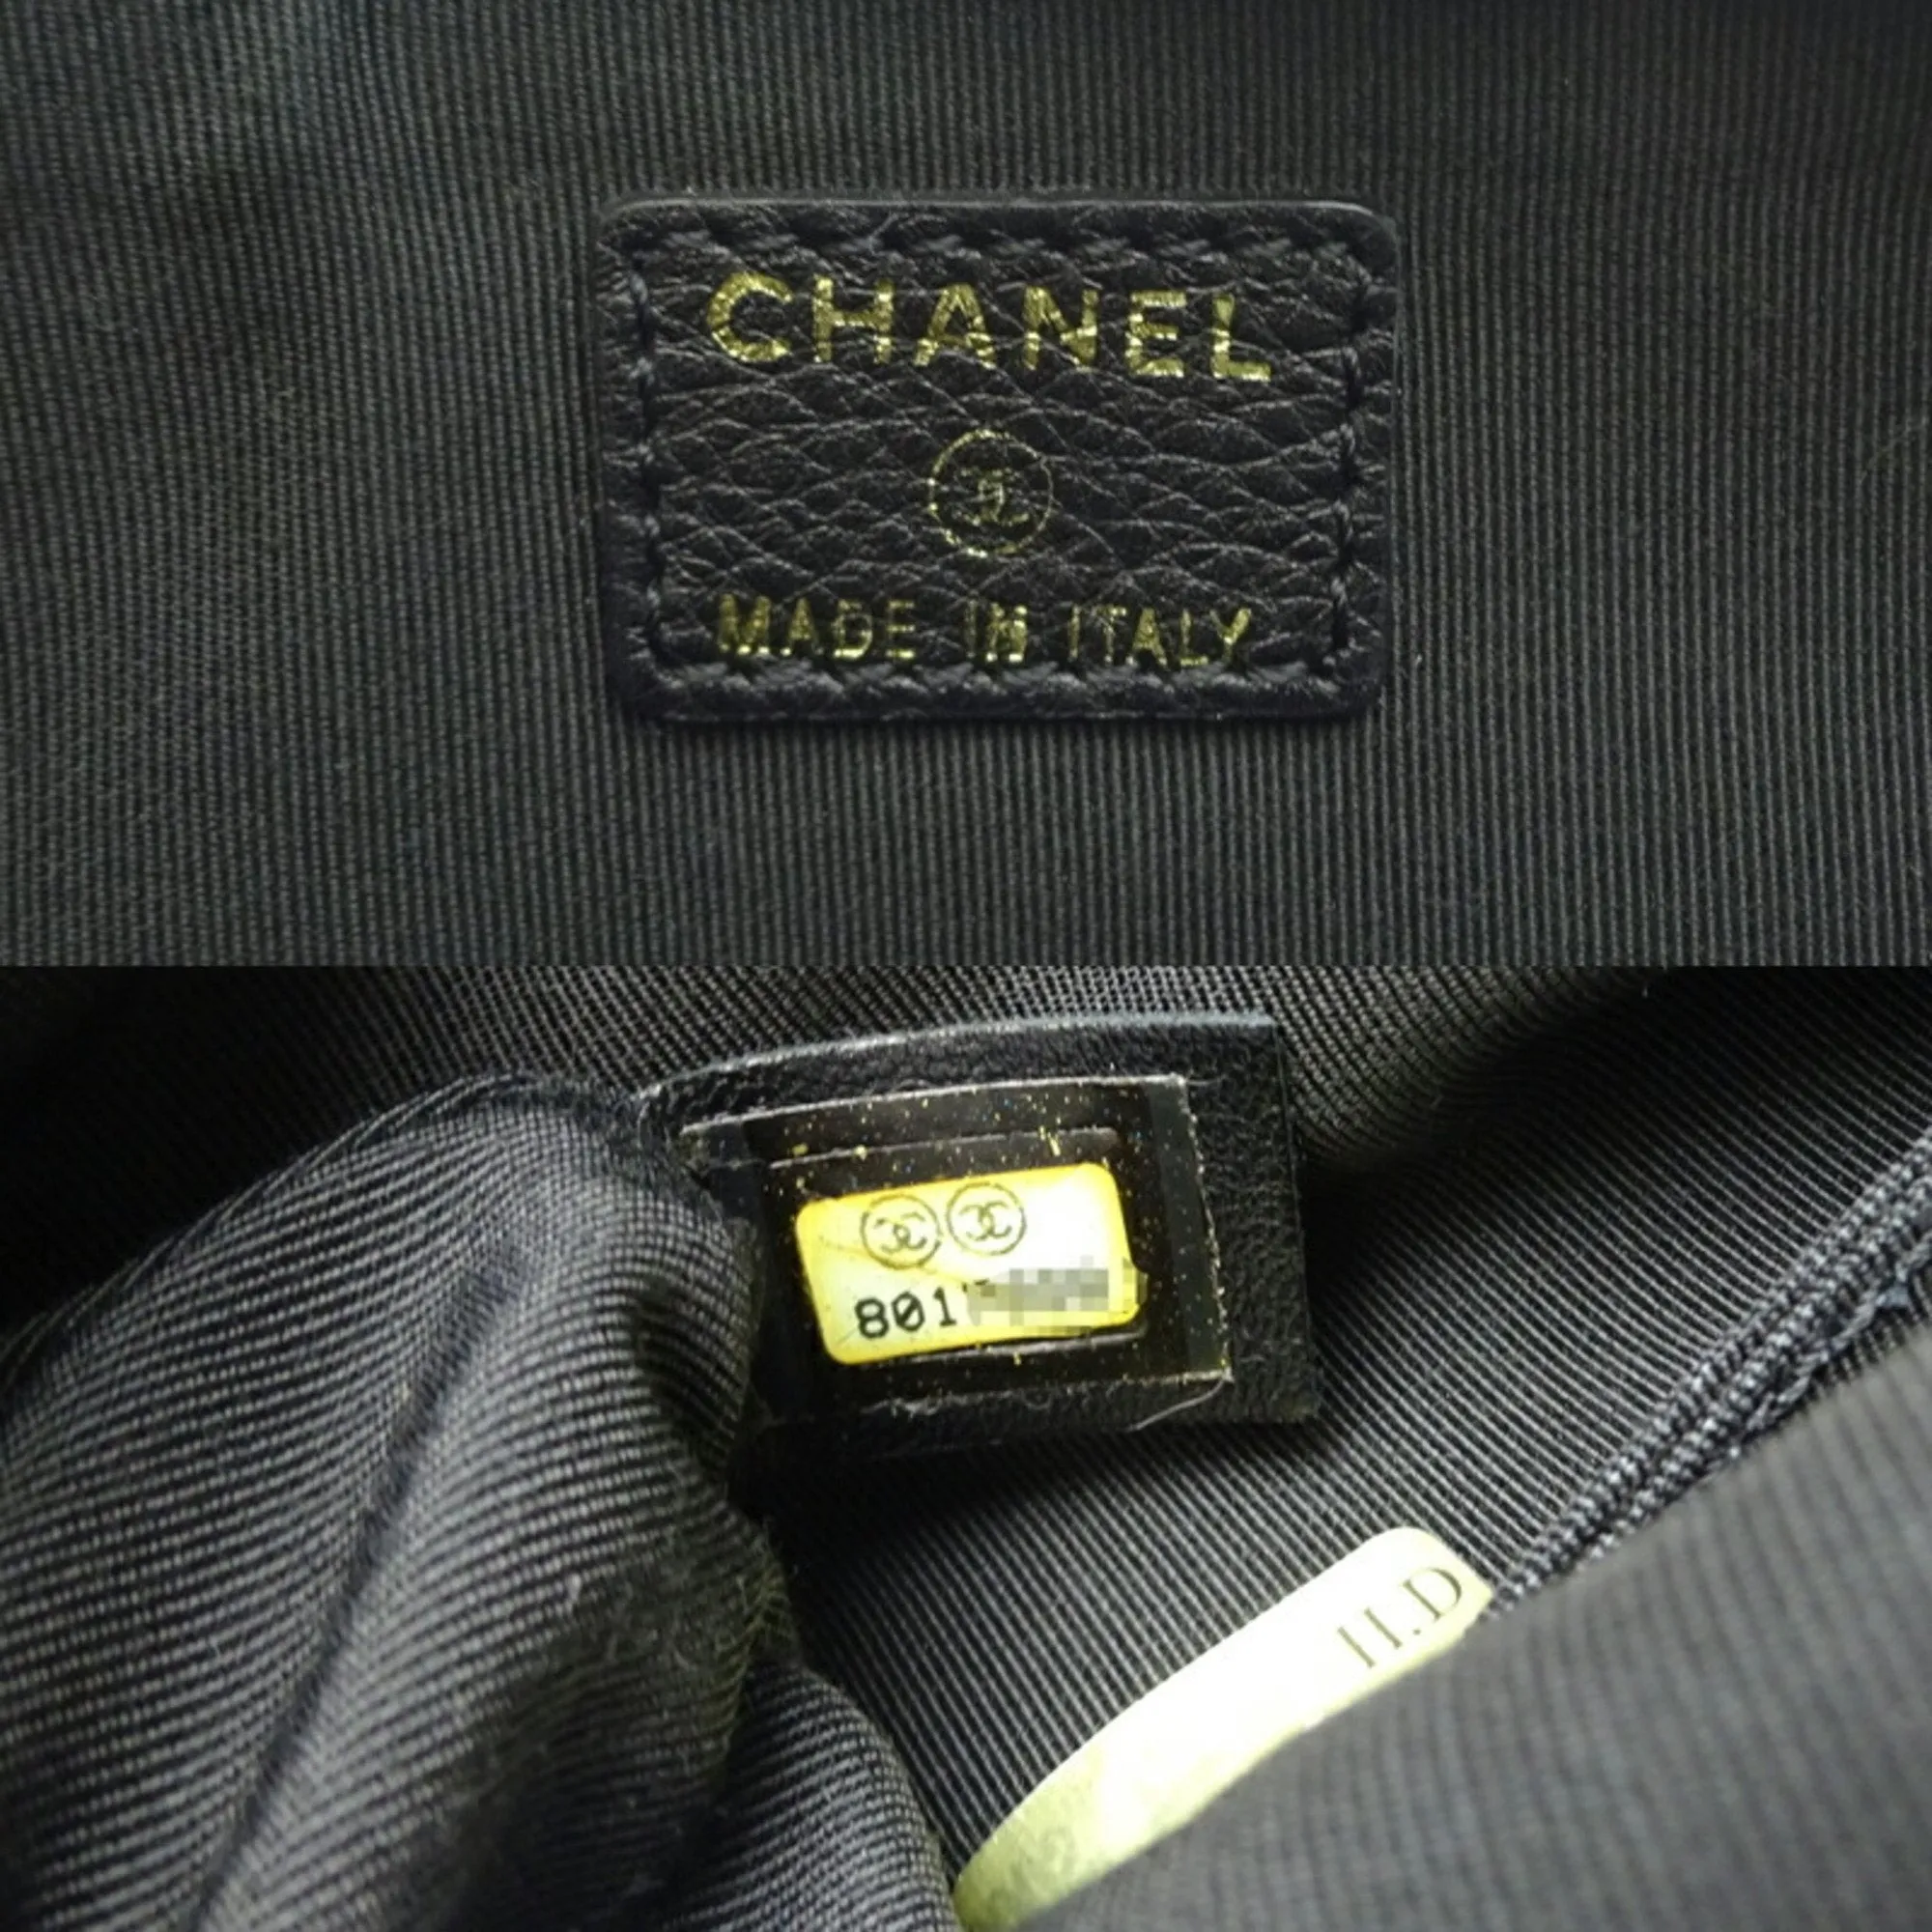 CHANEL
MADE IN ITALY
801
H.D